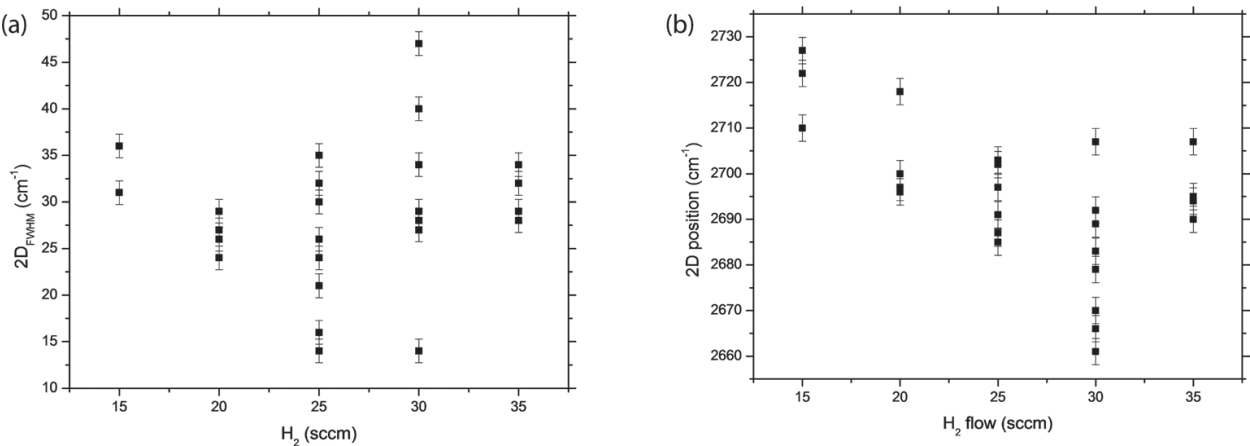 (a)
50
45
40
35
30
25
20
15
10
2D_FWHM (cm⁻¹)
15 20 25 30 35
H₂ (sccm)
(b)
2730
2720
2710
2700
2690
2680
2670
2660
2D position (cm⁻¹)
15 20 25 30 35
H₂ flow (sccm)